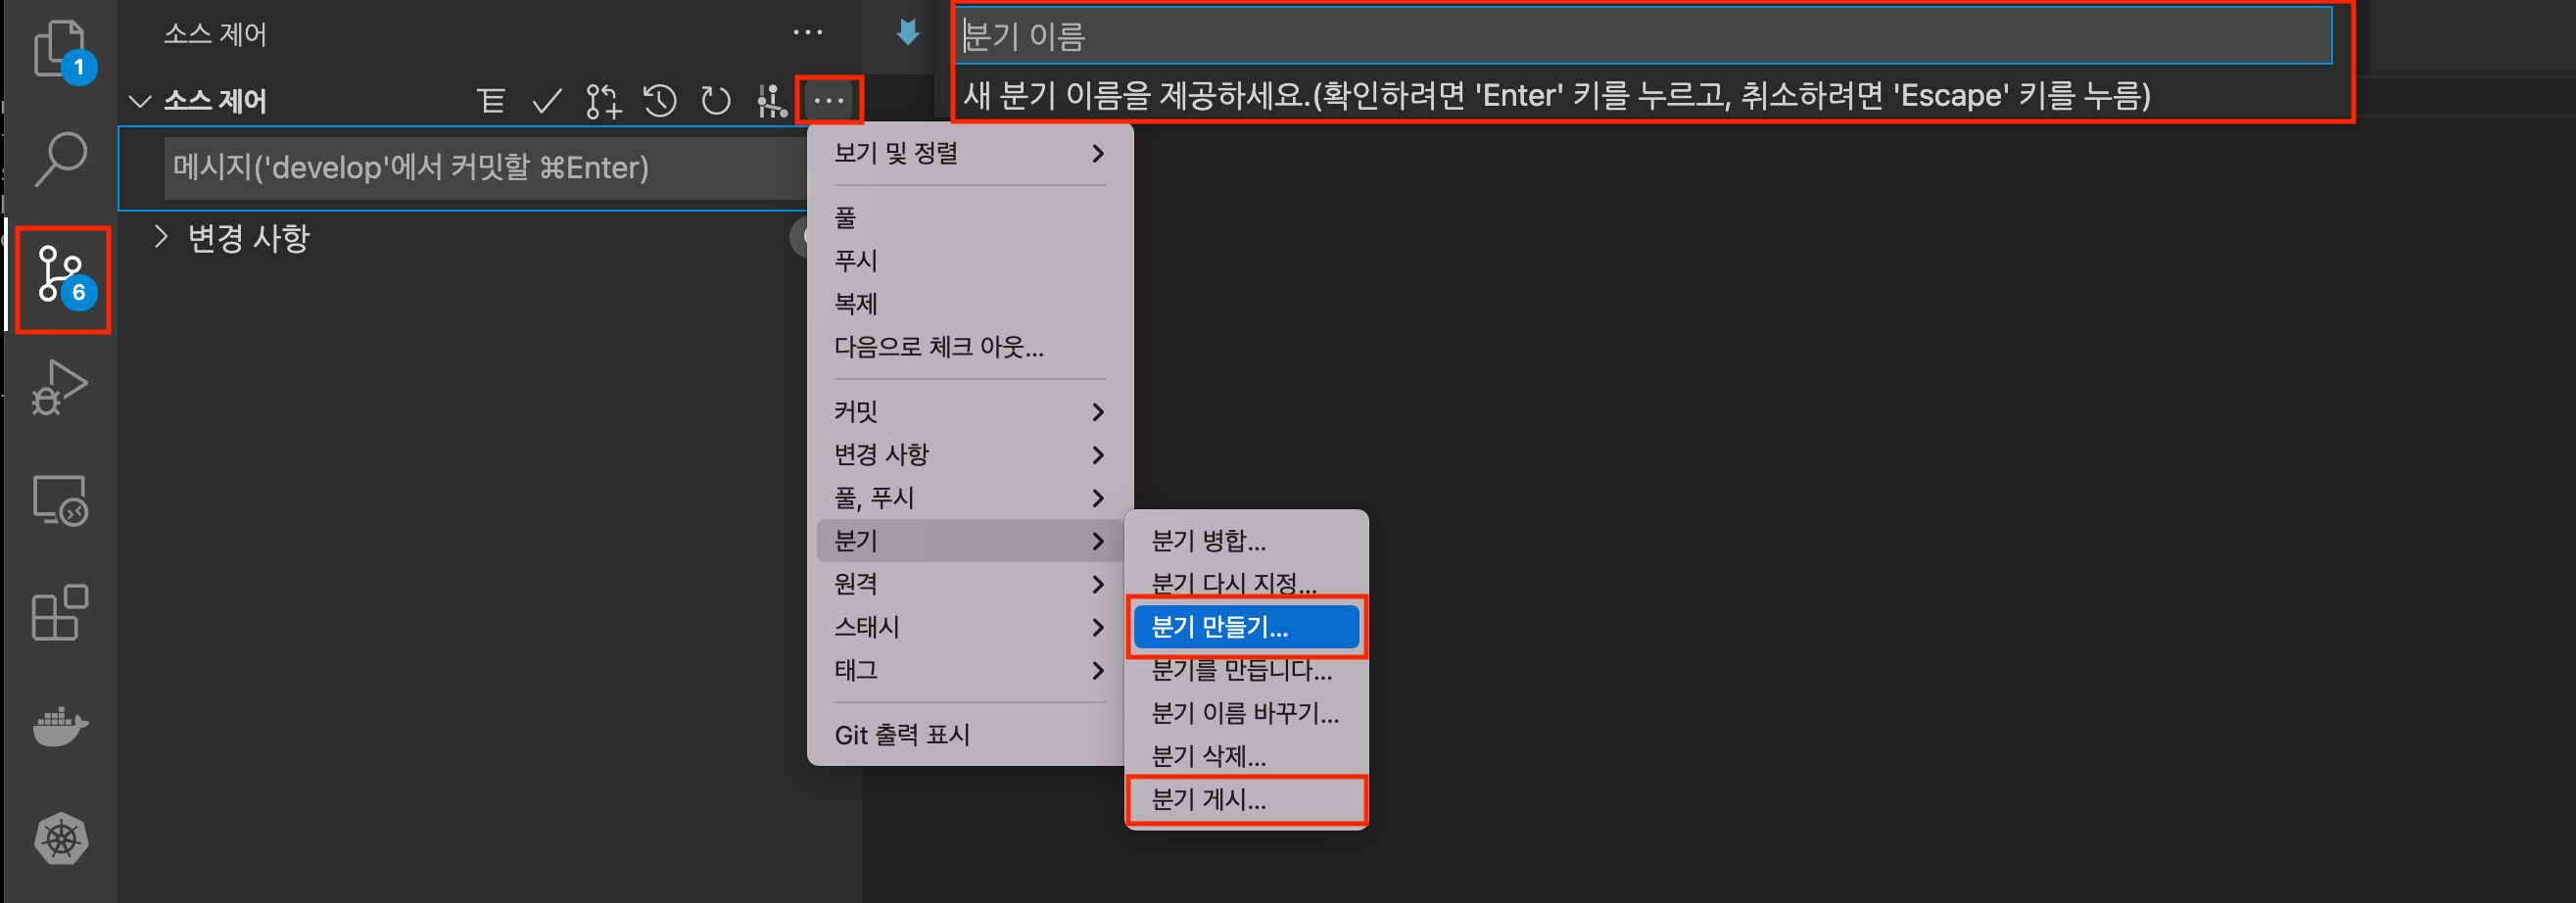 1
6
소스 제어
소스 제어
메시지('develop'에서 커밋할 ⌘Enter)
변경 사항
분기 이름
새 분기 이름을 제공하세요.(확인하려면 'Enter' 키를 누르고, 취소하려면 'Escape' 키를 누름)
보기 및 정렬
풀
푸시
복제
다음으로 체크 아웃...
커밋
변경 사항
풀, 푸시
분기
원격
스태시
태그
Git 출력 표시
분기 병합...
분기 다시 지정...
분기 만들기...
분기를 만듭니다...
분기 이름 바꾸기...
분기 삭제...
분기 게시...